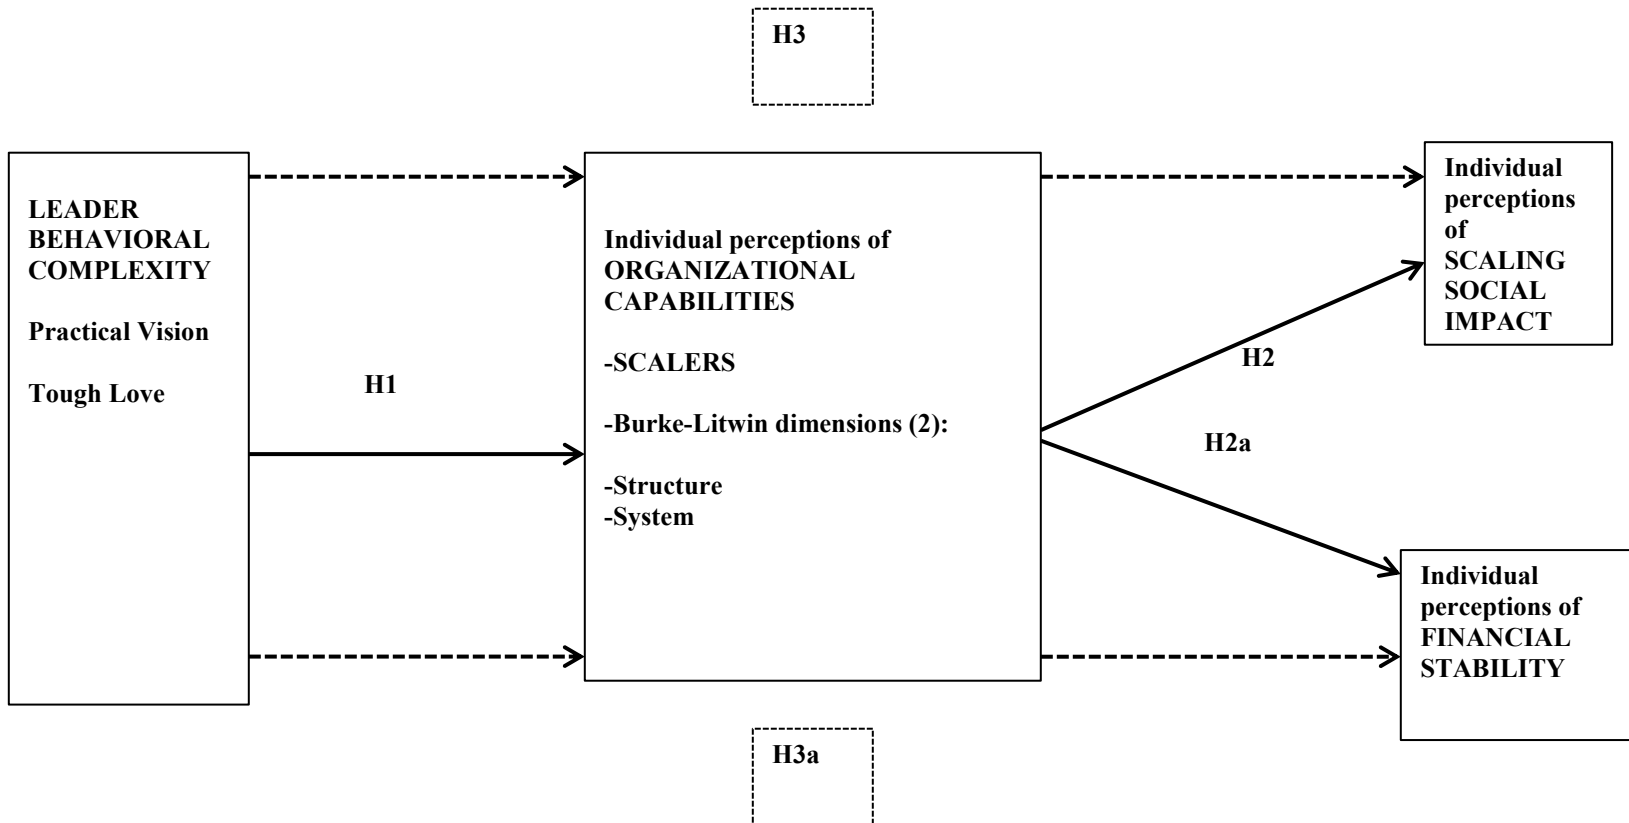 H3
LEADER
BEHAVIORAL
COMPLEXITY
Practical Vision
Tough Love
H1
Individual perceptions of
ORGANIZATIONAL
CAPABILITIES
-SCALERS
-Burke-Litwin dimensions (2):
-Structure
-System
H2
H2a
Individual
perceptions
of
SCALING
SOCIAL
IMPACT
Individual
perceptions of
FINANCIAL
STABILITY
H3a